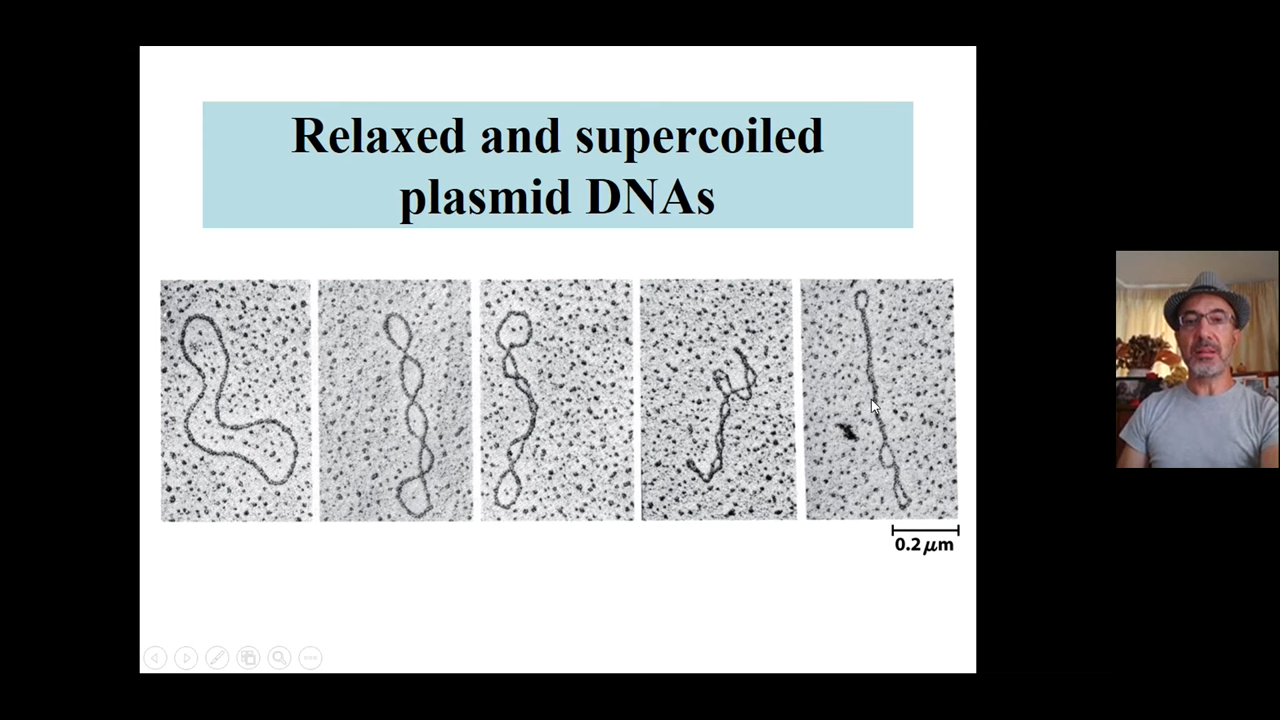 Relaxed and supercoiled
plasmid DNAs
0.2 μm